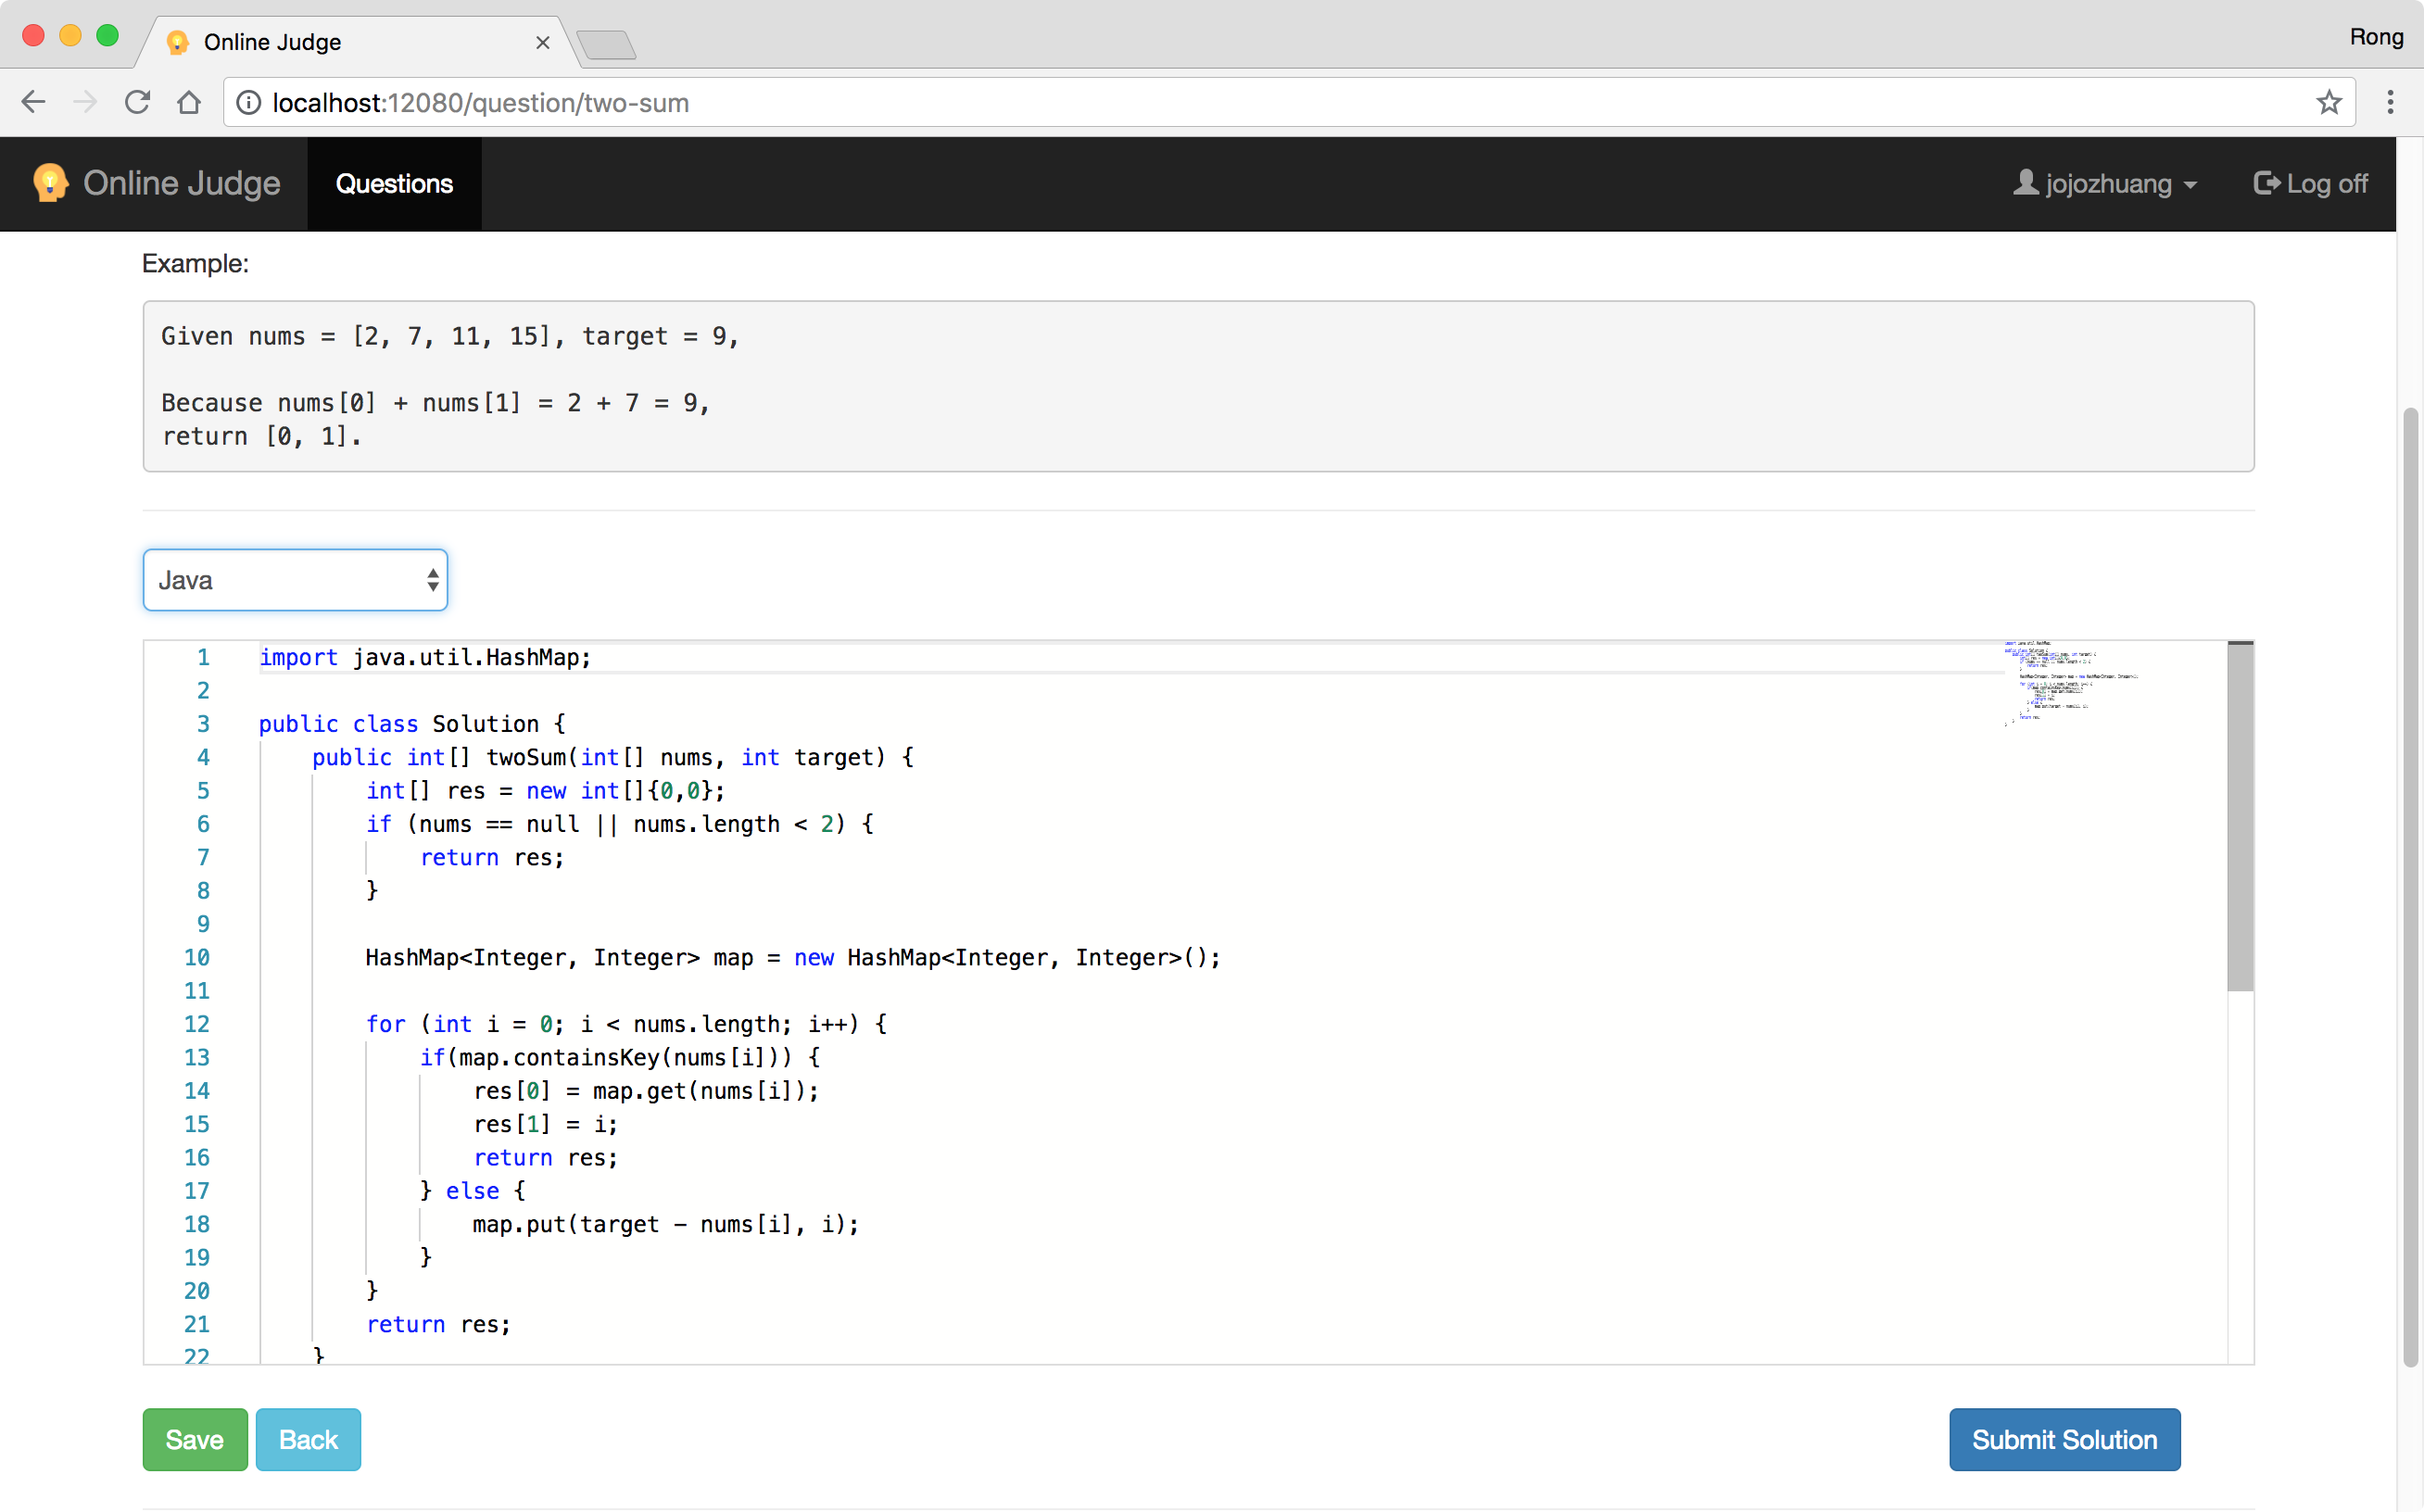 Online Judge
Rong
localhost:12080/question/two-sum
Online Judge
Questions
jojozhuang
Log off
Example:
Given nums = [2, 7, 11, 15], target = 9,
Because nums[0] + nums[1] = 2 + 7 = 9,
return [0, 1].
Java
1 import java.util.HashMap;
2
3 public class Solution {
4 public int[] twoSum(int[] nums, int target) {
5 int[] res = new int[]{0,0};
6 if (nums == null || nums.length < 2) {
7 return res;
8 }
9
10 HashMap<Integer, Integer> map = new HashMap<Integer, Integer>();
11
12 for (int i = 0; i < nums.length; i++) {
13 if(map.containsKey(nums[i])) {
14 res[0] = map.get(nums[i]);
15 res[1] = i;
16 return res;
17 } else {
18 map.put(target - nums[i], i);
19 }
20 }
21 return res;
22 }
Save
Back
Submit Solution